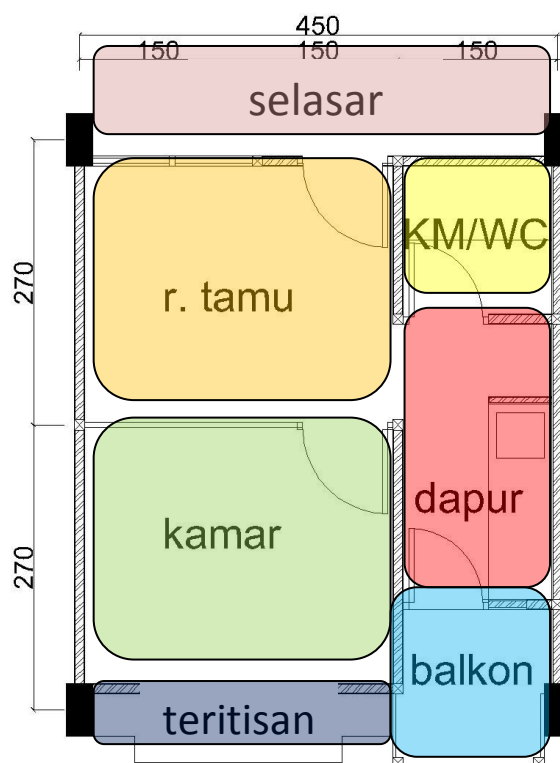 450
150 150 150
selasar
KM/WC
270
r. tamu
dapur
kamar
270
balkon
teritisan